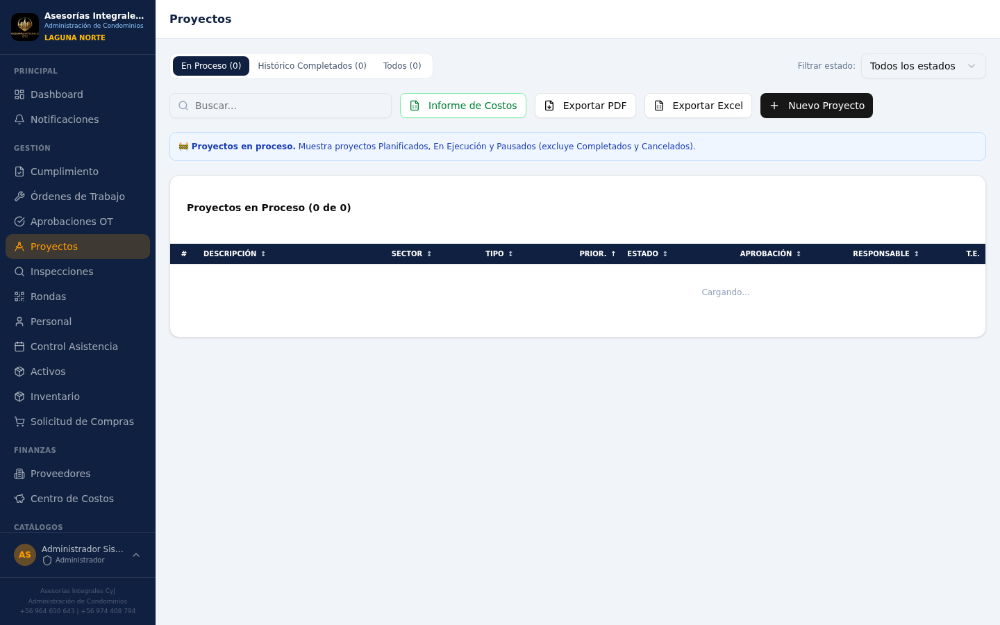 Asesorías Integrale...
Administración de Condominios
LAGUNA NORTE
PRINCIPAL
Dashboard
Notificaciones
GESTIÓN
Cumplimiento
Órdenes de Trabajo
Aprobaciones OT
Proyectos
Inspecciones
Rondas
Personal
Control Asistencia
Activos
Inventario
Solicitud de Compras
FINANZAS
Proveedores
Centro de Costos
CATÁLOGOS
AS
Administrador Sis...
Administrador
Asesorías Integrales CyJ
Administración de Condominios
+56 964 650 643 | +56 974 408 794
Proyectos
En Proceso (0) Histórico Completados (0) Todos (0)
Filtrar estado: Todos los estados
Buscar... Informe de Costos Exportar PDF Exportar Excel Nuevo Proyecto
🚧 Proyectos en proceso. Muestra proyectos Planificados, En Ejecución y Pausados (excluye Completados y Cancelados).
Proyectos en Proceso (0 de 0)
# DESCRIPCIÓN ↕ SECTOR ↕ TIPO ↕ PRIOR. ↑ ESTADO ↕ APROBACIÓN ↕ RESPONSABLE ↕ T.E.
Cargando...